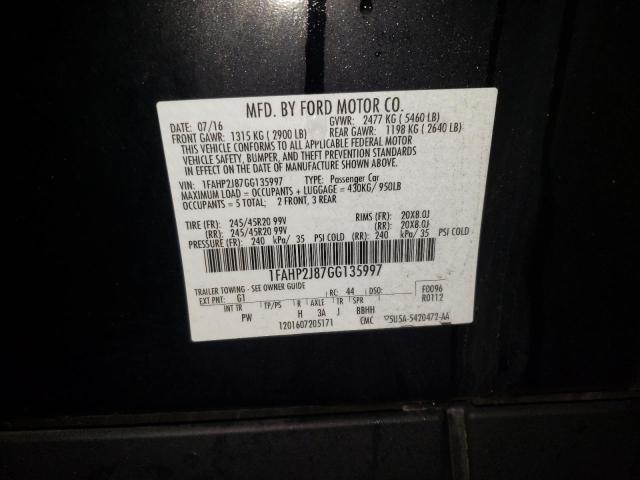 MFD. BY FORD MOTOR CO.
DATE: 07/16 GVWR: 2477 KG ( 5460 LB)
FRONT GAWR: 1315 KG ( 2900 LB) REAR GAWR: 1198 KG ( 2640 LB)
THIS VEHICLE CONFORMS TO ALL APPLICABLE FEDERAL MOTOR
VEHICLE SAFETY, BUMPER, AND THEFT PREVENTION STANDARDS
IN EFFECT ON THE DATE OF MANUFACTURE SHOWN ABOVE.
VIN: 1FAHP2J87GG135997 TYPE: Passenger Car
MAXIMUM LOAD = OCCUPANTS + LUGGAGE = 430KG/ 950LB
OCCUPANTS = 5 TOTAL; 2 FRONT, 3 REAR
TIRE (FR): 245/45R20 99V RIMS (FR): 20X8.0J
(RR): 245/45R20 99V (RR): 20X8.0J
PRESSURE (FR): 240 kPa/ 35 PSI COLD (RR): 240 kPa/ 35 PSI COLD
1FAHP2J87GG135997
TRAILER TOWING - SEE OWNER GUIDE
EXT PNT: G1 RC: 44 DSO: F0096
INT TR TP/PS R AXLE TR SPR R0112
PW H 3A J BBHH
1201607205171 CMC ▽SU5A-5420472-AA